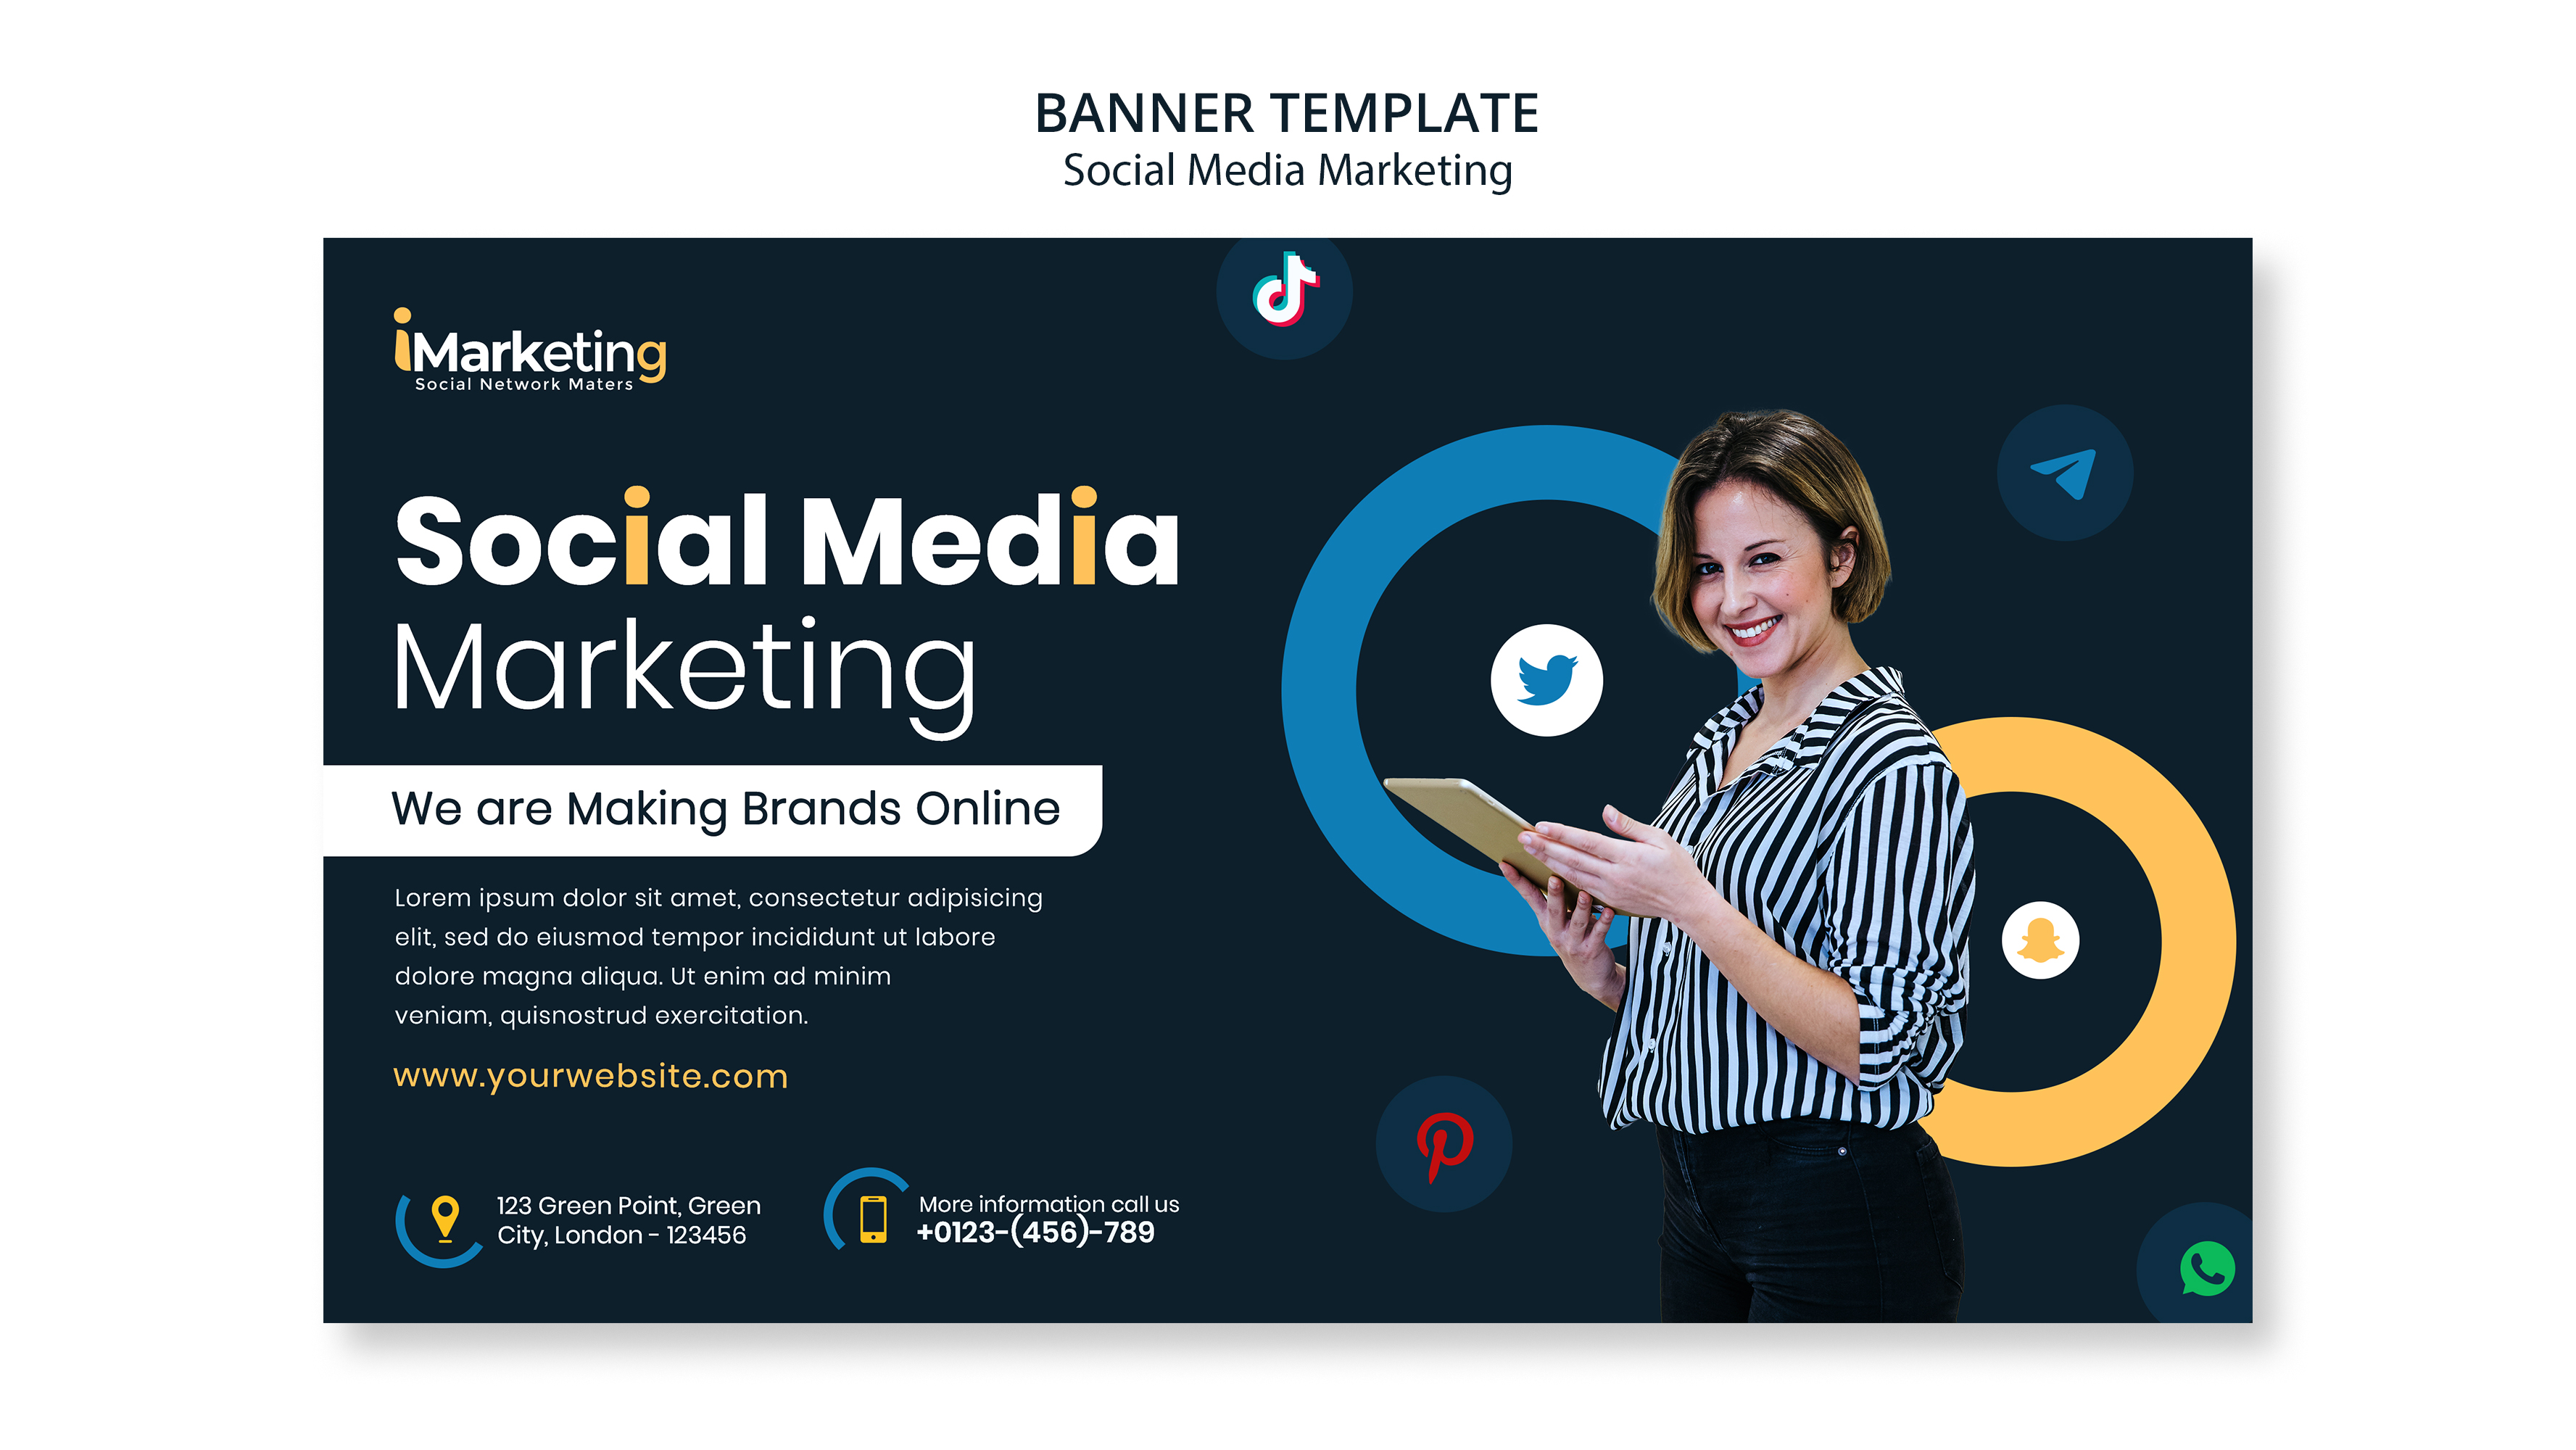 BANNER TEMPLATE
Social Media Marketing
iMarketing
Social Network Maters
Social Media
Marketing
We are Making Brands Online
Lorem ipsum dolor sit amet, consectetur adipisicing
elit, sed do eiusmod tempor incididunt ut labore
dolore magna aliqua. Ut enim ad minim
veniam, quisnostrud exercitation.
www.yourwebsite.com
123 Green Point, Green
City, London - 123456
More information call us
+0123-(456)-789